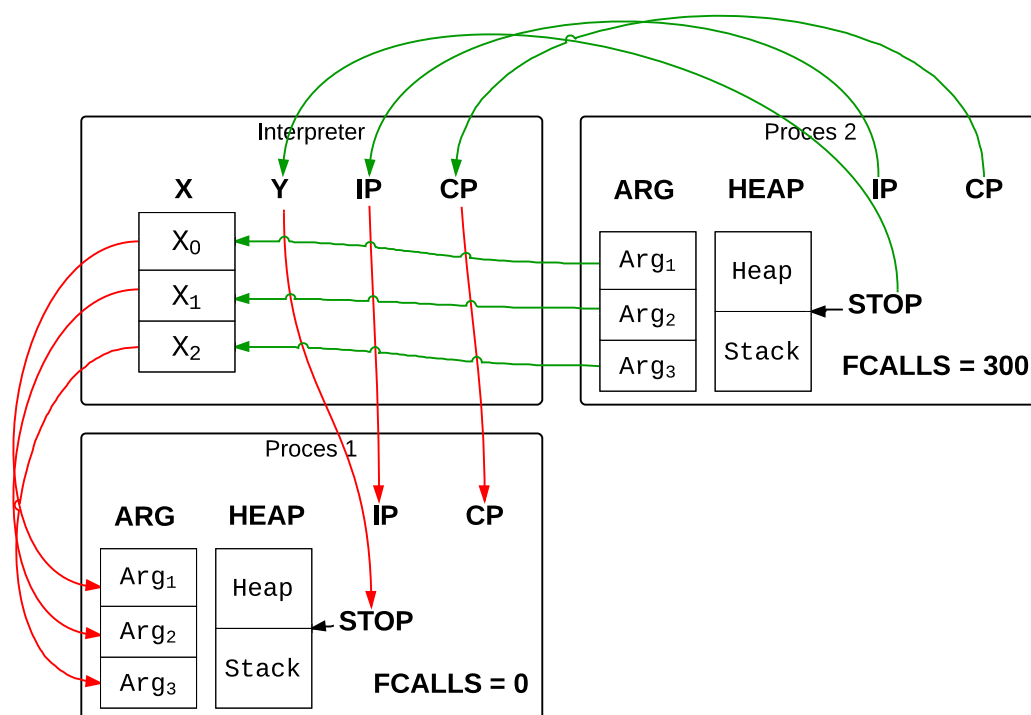 Interpreter
X Y IP CP
X0
X1
X2
Proces 2
ARG HEAP IP CP
Arg1
Arg2
Arg3
Heap
Stack
STOP
FCALLS = 300
Proces 1
ARG HEAP IP CP
Arg1
Arg2
Arg3
Heap
Stack
STOP
FCALLS = 0